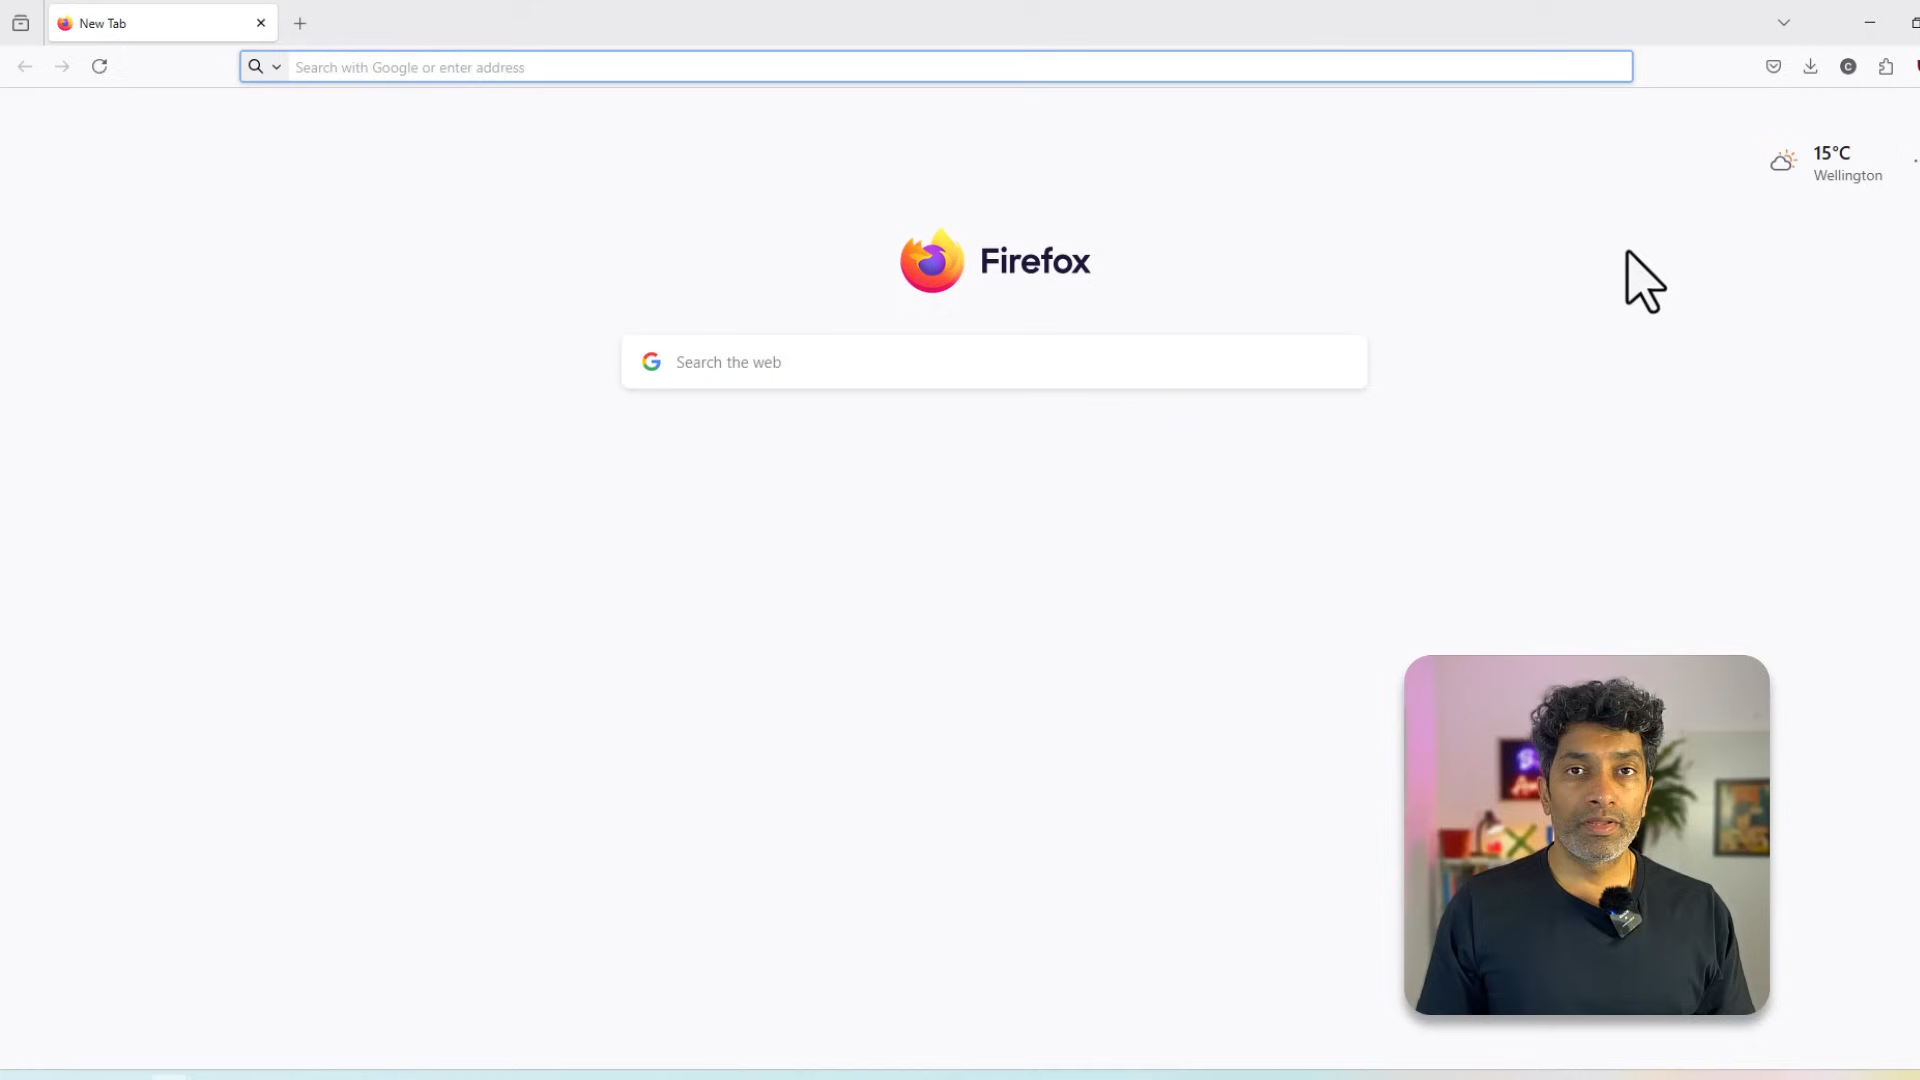 New Tab
Search with Google or enter address
15°C
Wellington
Firefox
Search the web